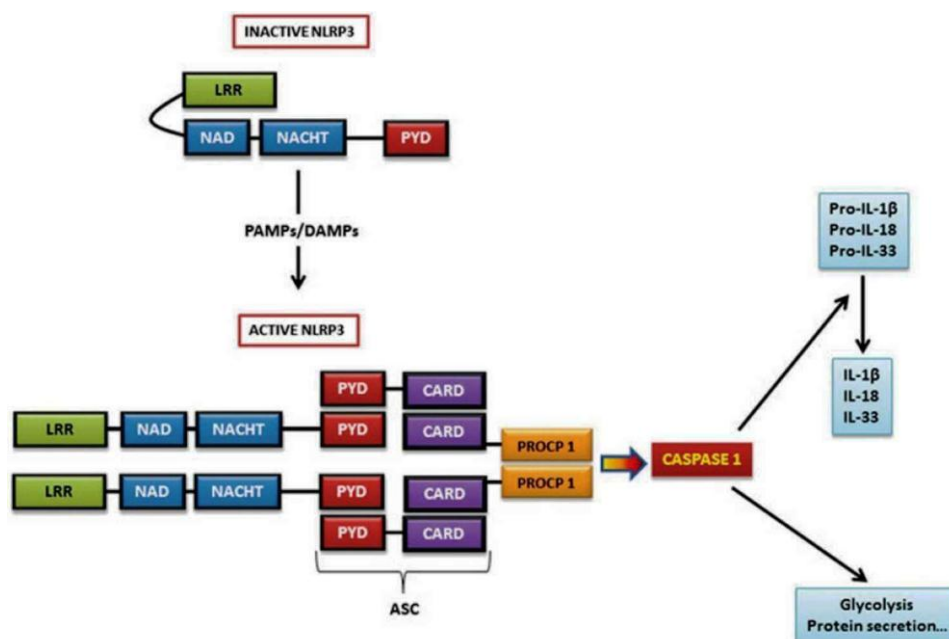 INACTIVE NLRP3
LRR
NAD NACHT PYD
PAMPs/DAMPs
ACTIVE NLRP3
PYD CARD
LRR NAD NACHT PYD CARD
PROCP 1
LRR NAD NACHT PYD CARD
PROCP 1
PYD CARD
ASC
CASPASE 1
Pro-IL-1β
Pro-IL-18
Pro-IL-33
IL-1β
IL-18
IL-33
Glycolysis
Protein secretion...